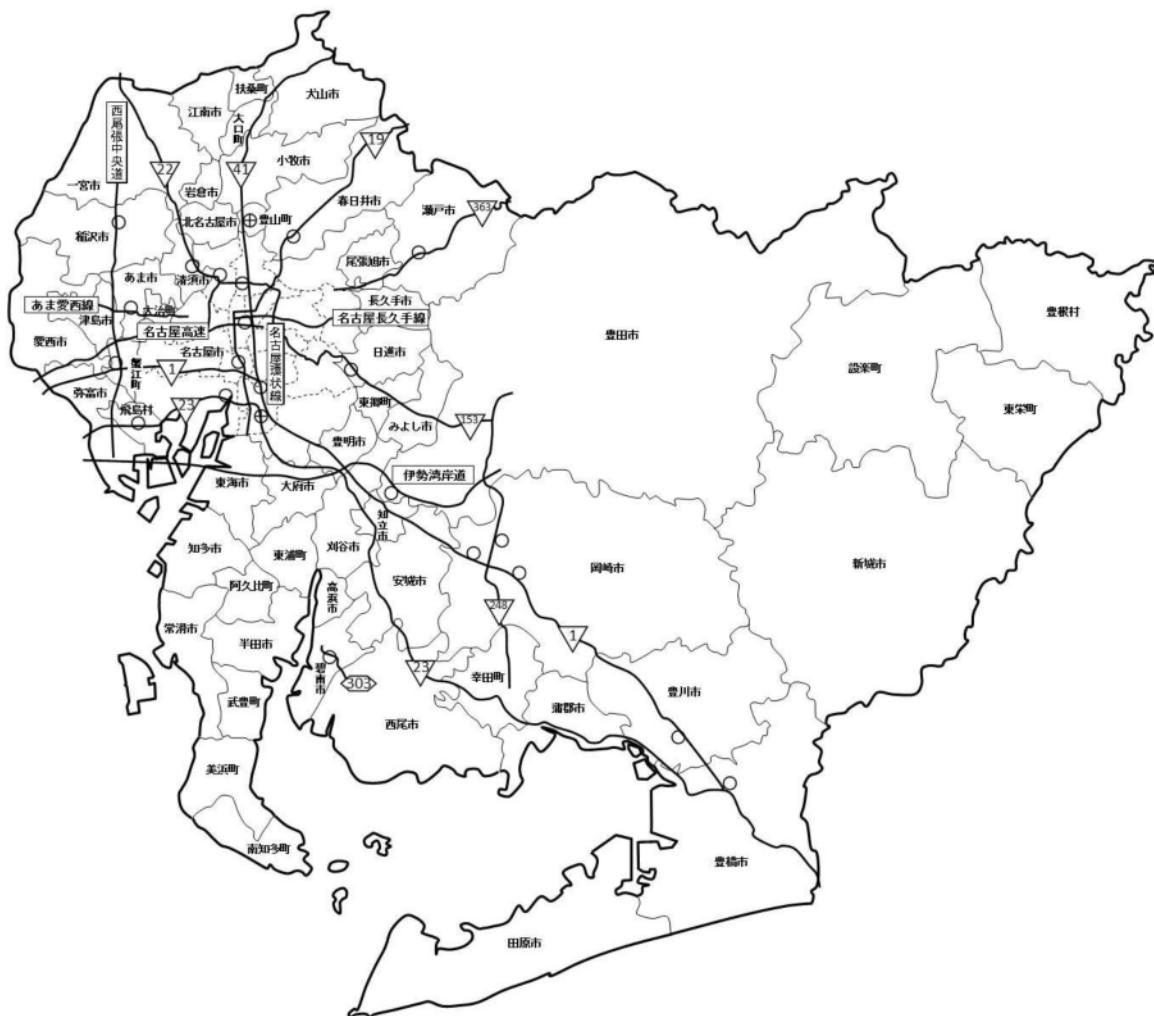 扶桑町
犬山市
江南市
大口町
西尾張中央道
19
22
41
小牧市
一宮市
岩倉市
春日井市
瀬戸市
363
北名古屋市
豊山町
稲沢市
尾張旭市
あま市
清須市
豊根村
長久手市
あま愛西線
大治町
津島市
名古屋長久手線
名古屋高速
豊田市
愛西市
名古屋市
名古屋環状線
日進市
設楽町
蟹江町
1
弥富市
東郷町
東栄町
飛島村
23
153
みよし市
豊明市
伊勢湾岸道
東海市
大府市
知立市
知多市
東浦町
刈谷市
新城市
岡崎市
阿久比町
高浜市
安城市
248
常滑市
1
半田市
碧南市
23
幸田町
303
豊川市
武豊町
蒲郡市
西尾市
美浜町
南知多町
豊橋市
田原市